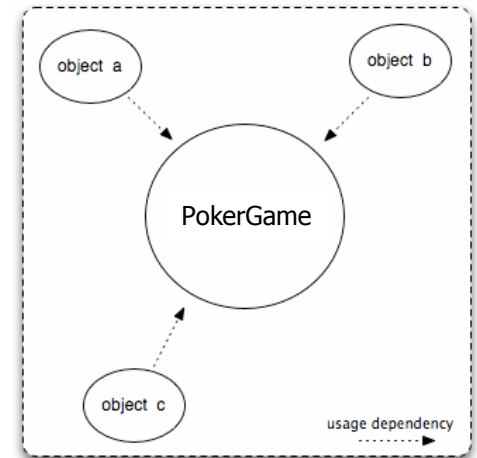 object a
object b
PokerGame
object c
usage dependency